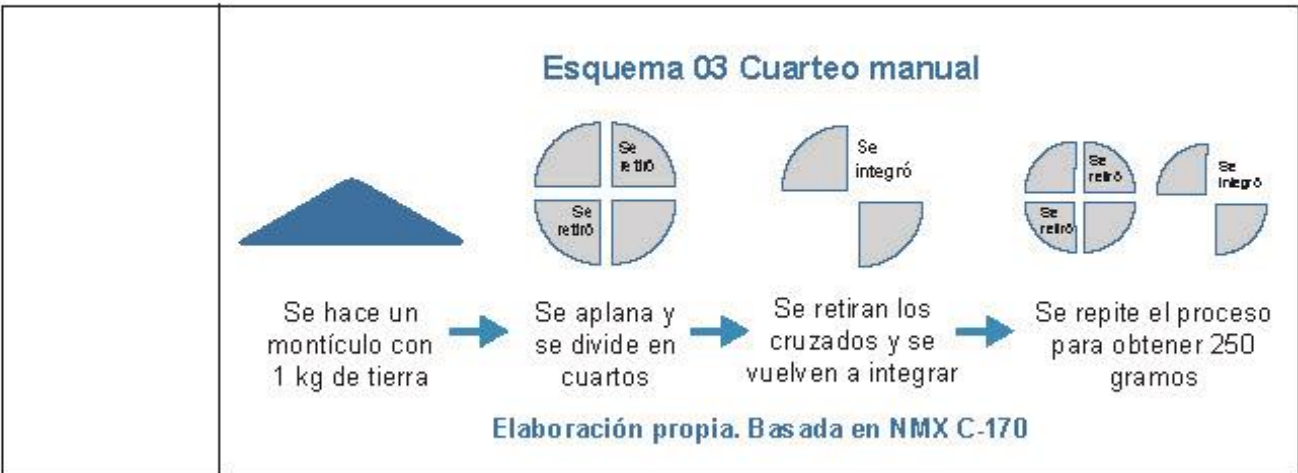 Esquema 03 Cuarteo manual
Se
retiró
Se
retiró
Se
integró
Se
retiró
Se
retiró
Se
integró
Se hace un
montículo con
1 kg de tierra
Se aplana y
se divide en
cuartos
Se retiran los
cruzados y se
vuelven a integrar
Se repite el proceso
para obtener 250
gramos
Elaboración propia. Basada en NMX C-170